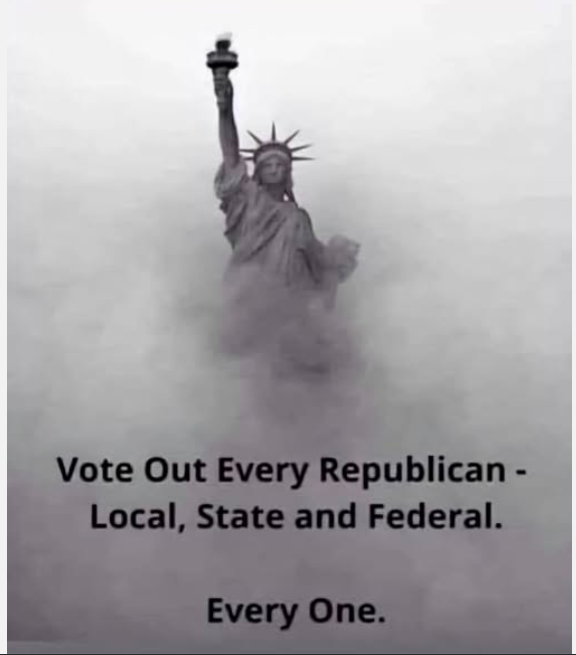 Vote Out Every Republican -
Local, State and Federal.
Every One.